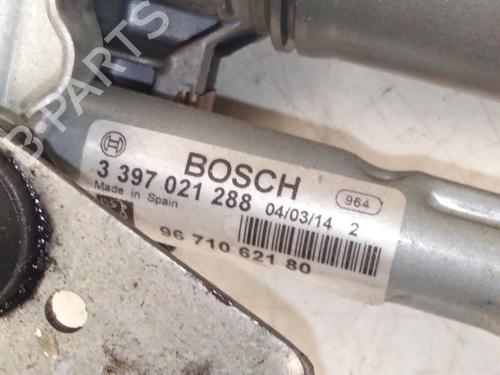 B-PARTS
BOSCH
3 397 021 288
964
Made in Spain
04/03/14 2
96 710 621 80